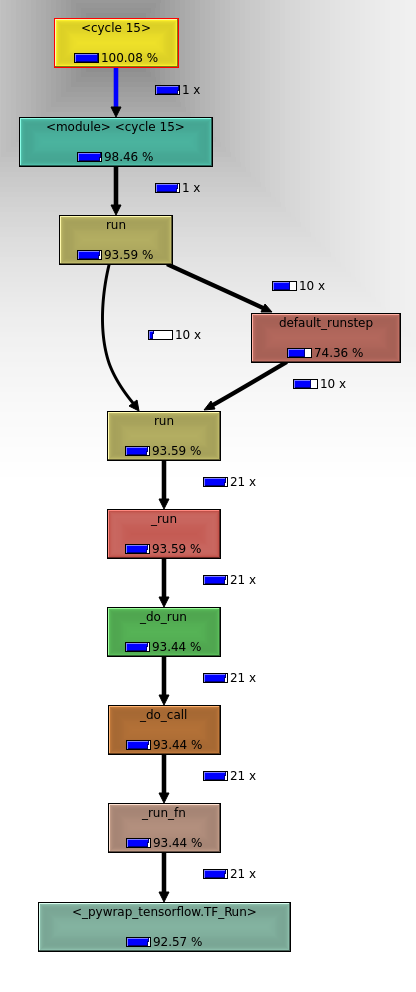 <cycle 15>
100.08 %
1 x
<module> <cycle 15>
98.46 %
1 x
run
93.59 %
10 x
default_runstep
10 x
74.36 %
10 x
run
93.59 %
21 x
_run
93.59 %
21 x
_do_run
93.44 %
21 x
_do_call
93.44 %
21 x
_run_fn
93.44 %
21 x
<_pywrap_tensorflow.TF_Run>
92.57 %